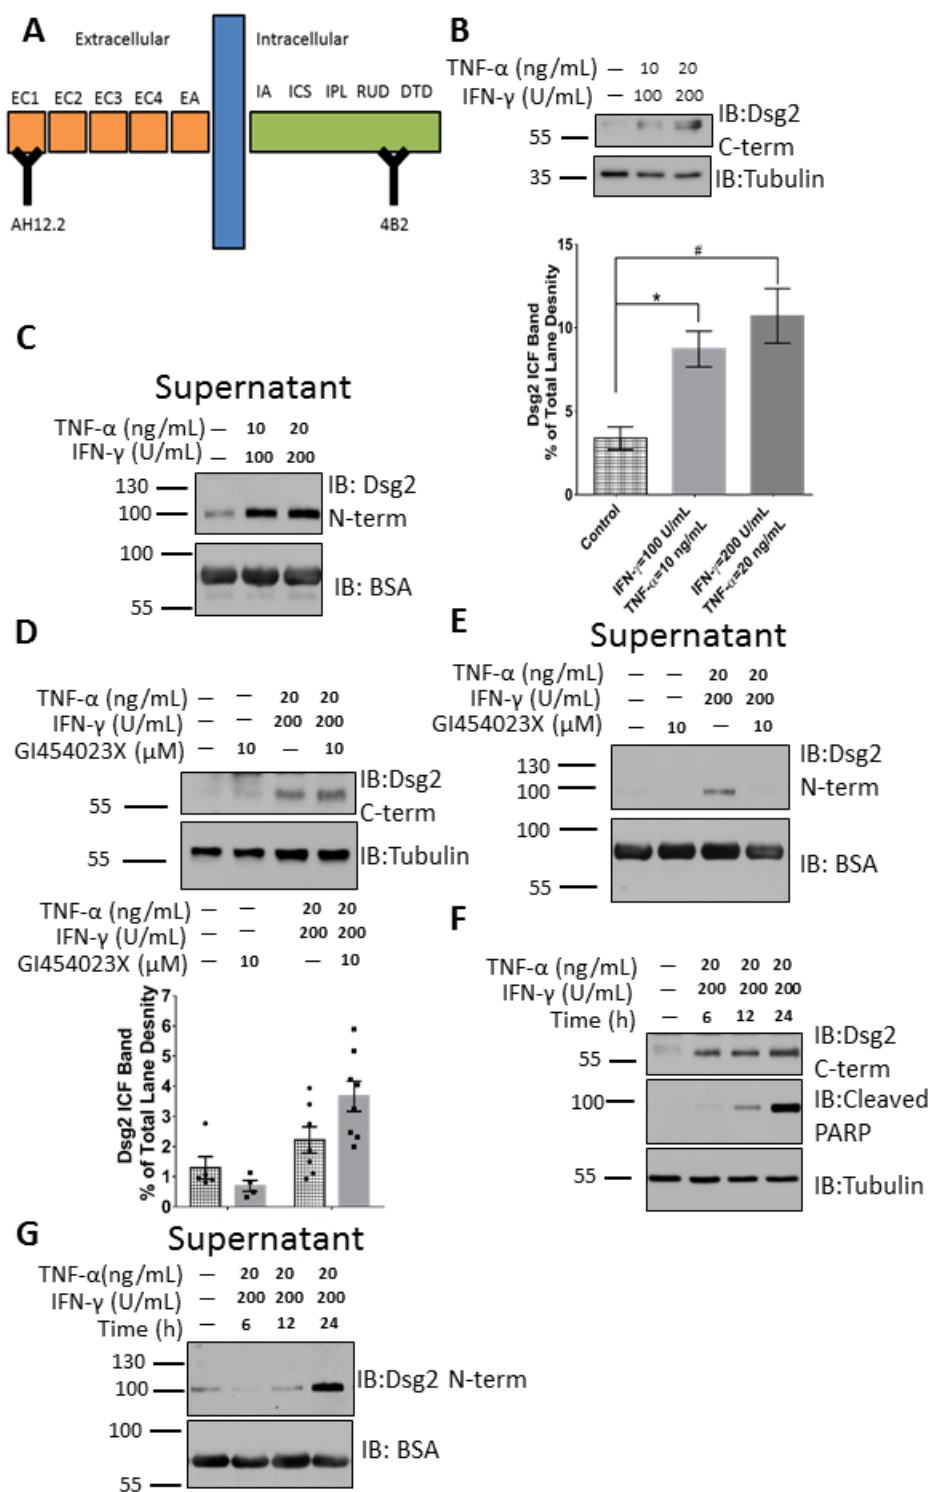 A
Extracellular
Intracellular
EC1 EC2 EC3 EC4 EA
IA ICS IPL RUD DTD
AH12.2
4B2
B
TNF-α (ng/mL) — 10 20
IFN-γ (U/mL) — 100 200
55
IB:Dsg2
C-term
35
IB:Tubulin
15
10
5
0
Dsg2 ICF Band
% of Total Lane Desnity
*
#
Control
IFN-γ=100 U/mL
TNF-α=10 ng/mL
IFN-γ=200 U/mL
TNF-α=20 ng/mL
C
Supernatant
TNF-α (ng/mL) — 10 20
IFN-γ (U/mL) — 100 200
130
100
IB: Dsg2
N-term
100
55
IB: BSA
D
TNF-α (ng/mL) — — 20 20
IFN-γ (U/mL) — — 200 200
GI454023X (μM) — 10 — 10
55
IB:Dsg2
C-term
55
IB:Tubulin
TNF-α (ng/mL) — — 20 20
IFN-γ (U/mL) — — 200 200
GI454023X (μM) — 10 — 10
7
6
5
4
3
2
1
0
Dsg2 ICF Band
% of Total Lane Desnity
E
Supernatant
TNF-α (ng/mL) — — 20 20
IFN-γ (U/mL) — — 200 200
GI454023X (μM) — 10 — 10
130
100
IB:Dsg2
N-term
100
55
IB: BSA
F
TNF-α (ng/mL) — 20 20 20
IFN-γ (U/mL) — 200 200 200
Time (h) — 6 12 24
55
IB:Dsg2
C-term
100
IB:Cleaved
PARP
55
IB:Tubulin
G
Supernatant
TNF-α(ng/mL) — 20 20 20
IFN-γ (U/mL) — 200 200 200
Time (h) — 6 12 24
130
100
IB:Dsg2 N-term
100
55
IB: BSA